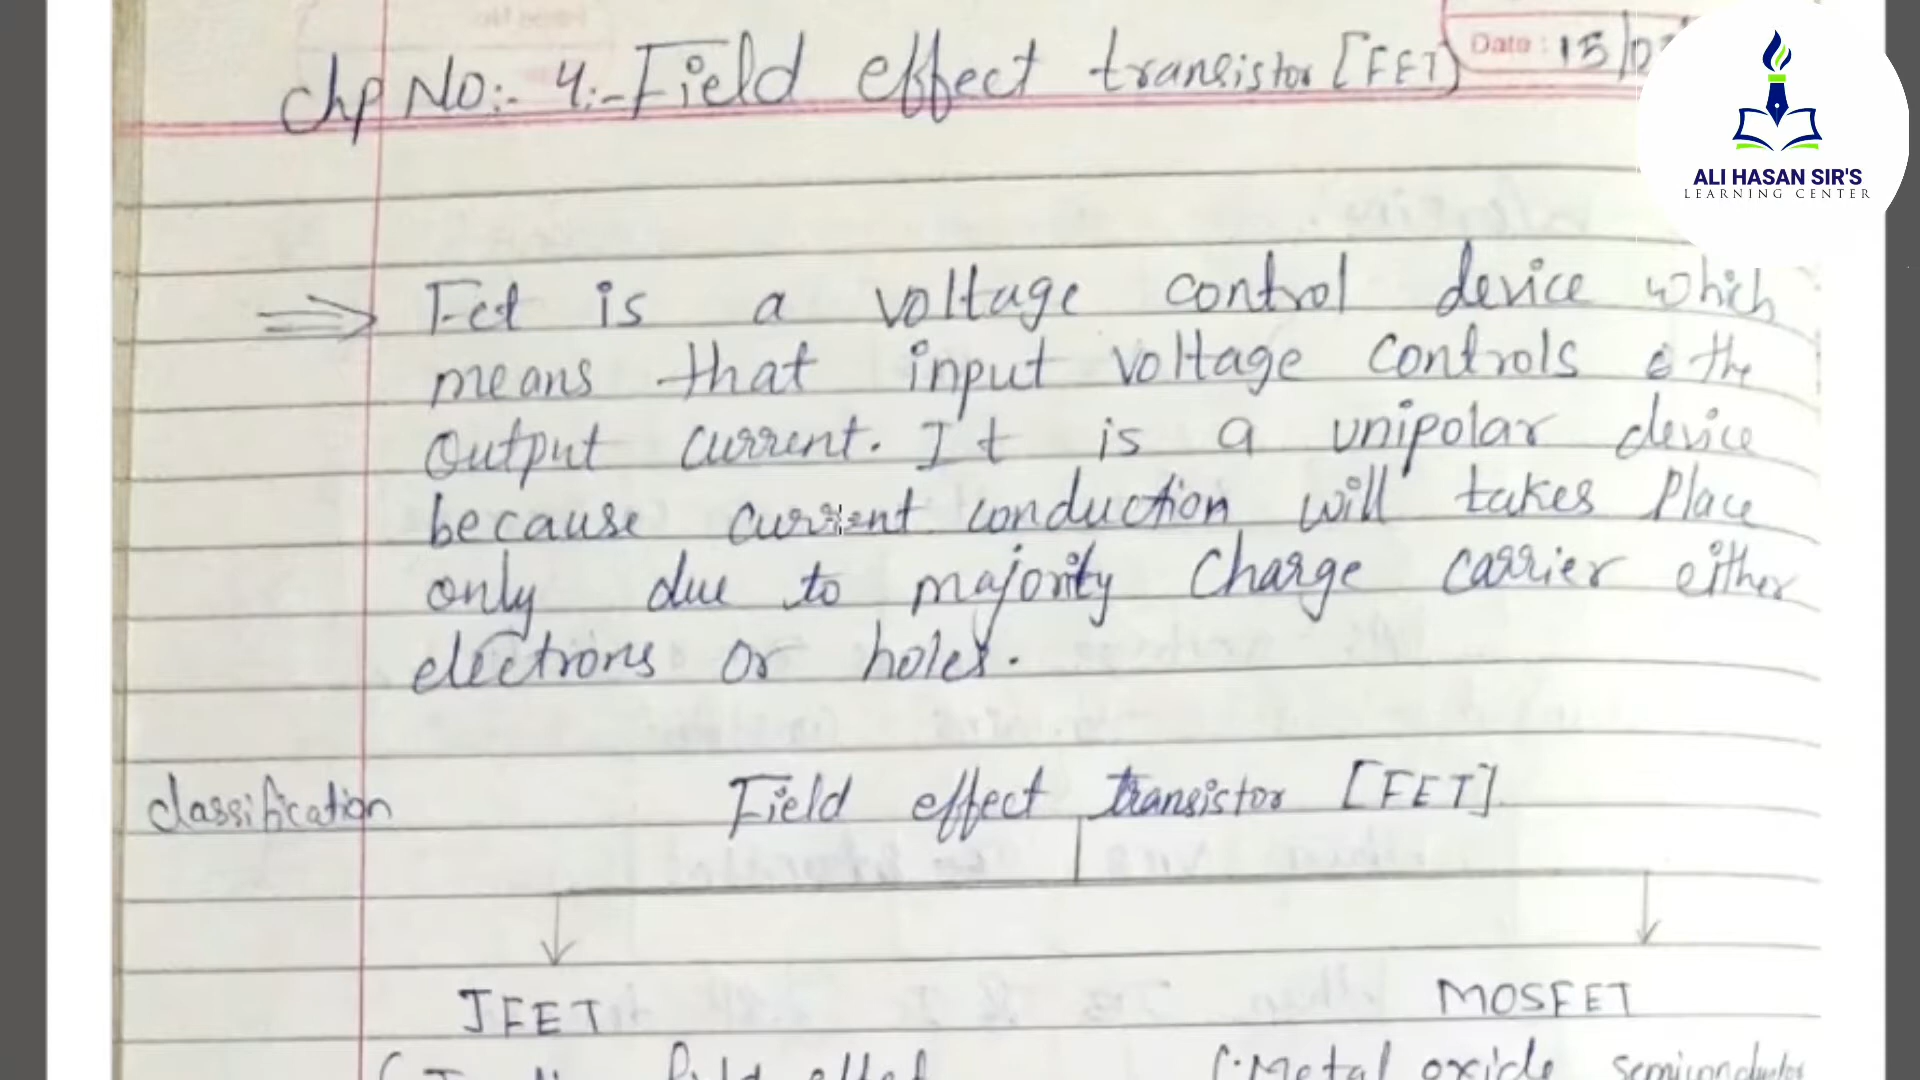 Chp No:- 4:- Field effect transistor [FET]
Date: 15/0
ALI HASAN SIR'S
LEARNING CENTER
⇒ Fet is a voltage control device which
means that input voltage controls the
output current. It is a unipolar device
because current conduction will takes place
only due to majority charge carrier either
electrons or holes.
classification
Field effect transistor [FET].
JFET
MOSFET
(Metal oxide semiconductor